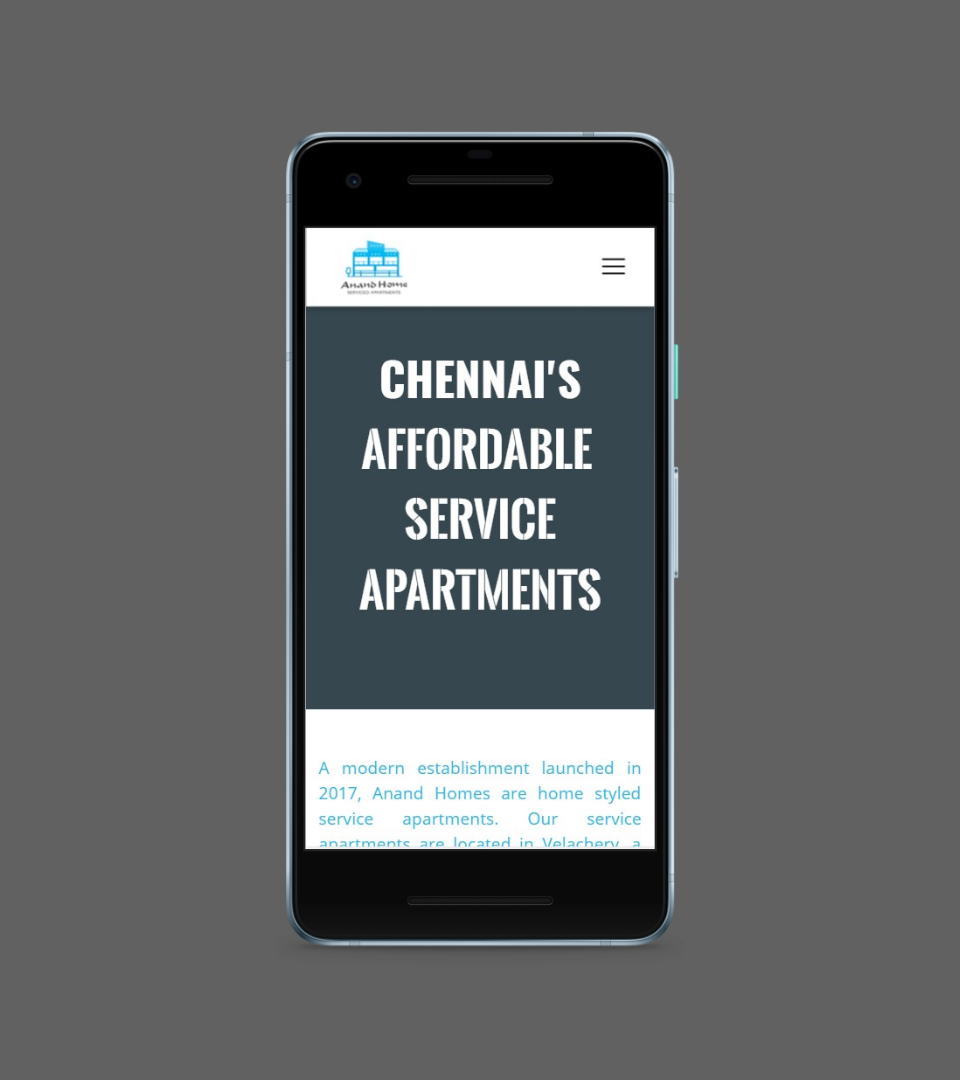 Anand Home
SERVICED APARTMENTS
CHENNAI'S
AFFORDABLE
SERVICE
APARTMENTS
A modern establishment launched in
2017, Anand Homes are home styled
service apartments. Our service
apartments are located in Velachery, a